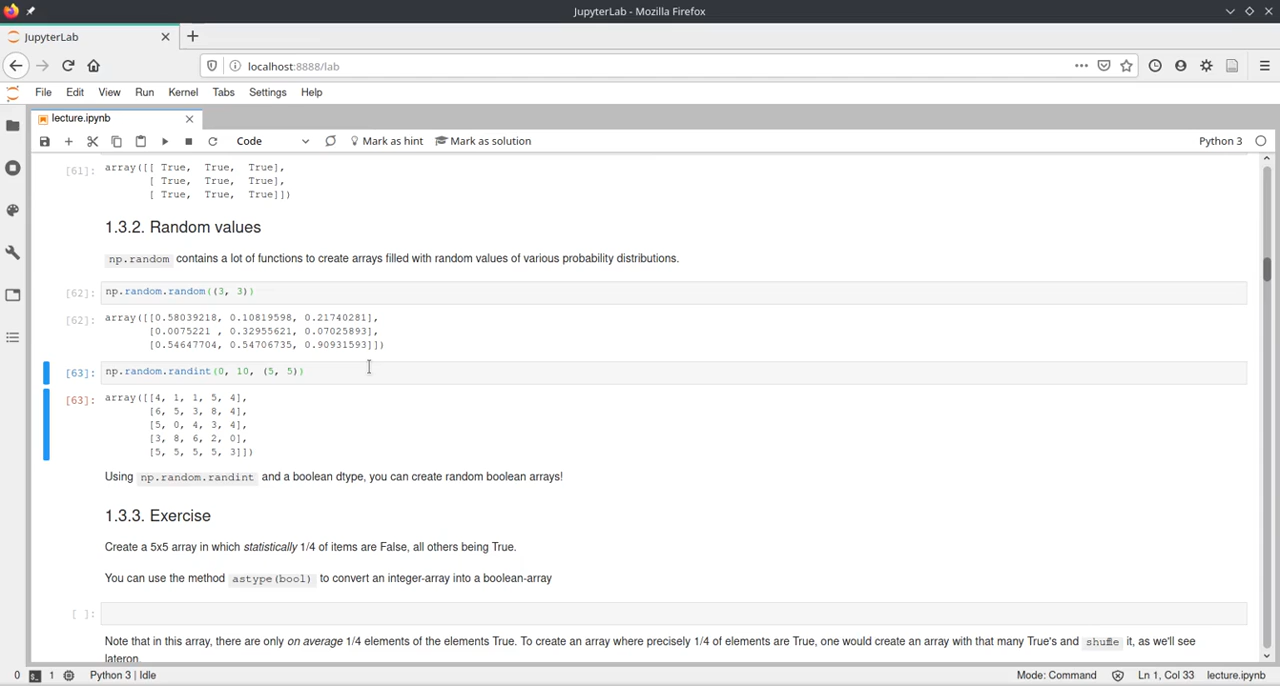 JupyterLab - Mozilla Firefox
JupyterLab
localhost:8888/lab
File Edit View Run Kernel Tabs Settings Help
lecture.ipynb
Code Mark as hint Mark as solution Python 3
[61]: array([[ True, True, True],
[ True, True, True],
[ True, True, True]])
1.3.2. Random values
np.random contains a lot of functions to create arrays filled with random values of various probability distributions.
[62]: np.random.random((3, 3))
[62]: array([[0.58039218, 0.10819598, 0.21740281],
[0.0075221 , 0.32955621, 0.07025893],
[0.54647704, 0.54706735, 0.90931593]])
[63]: np.random.randint(0, 10, (5, 5))
[63]: array([[4, 1, 1, 5, 4],
[6, 5, 3, 8, 4],
[5, 0, 4, 3, 4],
[3, 8, 6, 2, 0],
[5, 5, 5, 5, 3]])
Using np.random.randint and a boolean dtype, you can create random boolean arrays!
1.3.3. Exercise
Create a 5x5 array in which statistically 1/4 of items are False, all others being True.
You can use the method astype(bool) to convert an integer-array into a boolean-array
[ ]:
Note that in this array, there are only on average 1/4 elements of the elements True. To create an array where precisely 1/4 of elements are True, one would create an array with that many True's and shuffle it, as we'll see
lateron.
0 1 Python 3 | Idle Mode: Command Ln 1, Col 33 lecture.ipynb